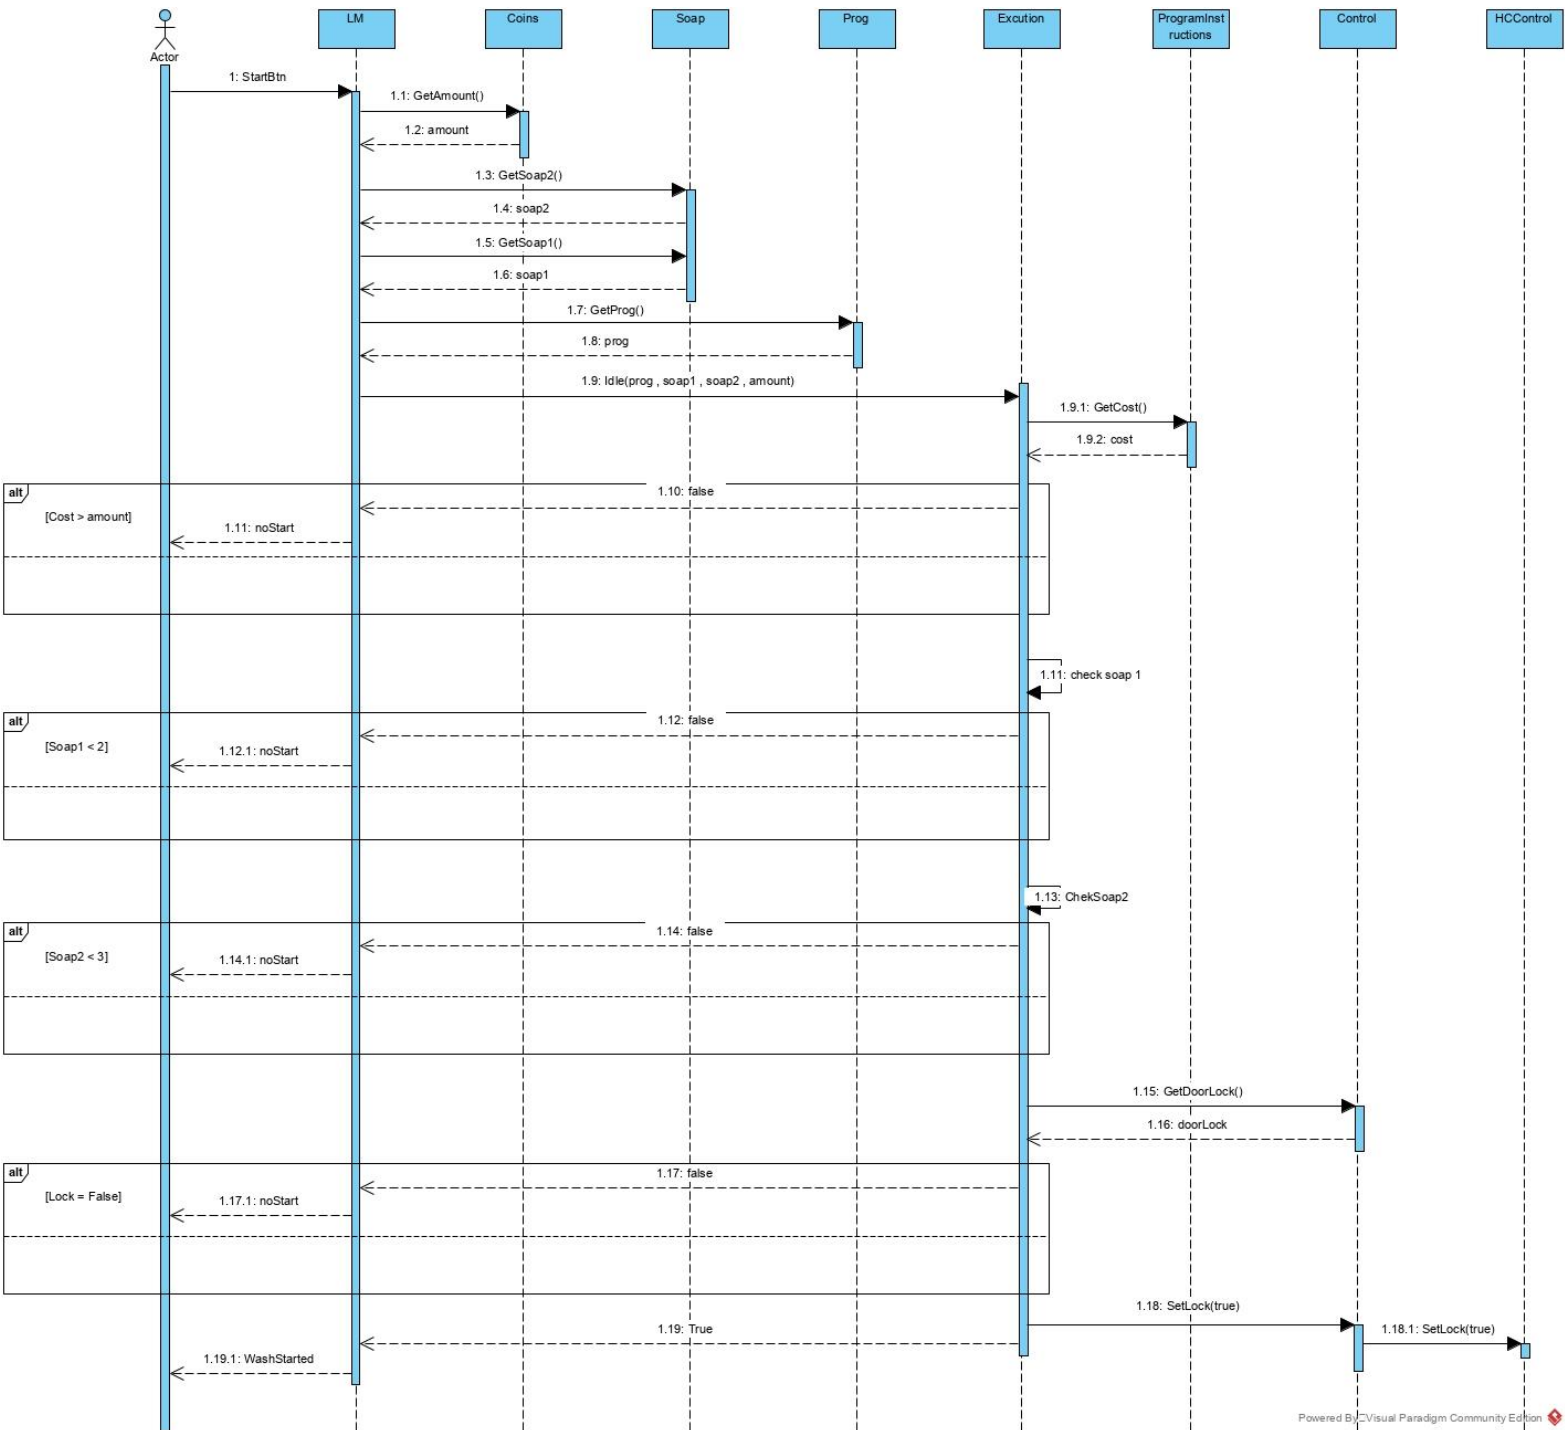 LM
Coins
Soap
Prog
Excution
ProgramInst
ructions
Control
HCControl
Actor
1: StartBtn
1.1: GetAmount()
1.2: amount
1.3: GetSoap2()
1.4: soap2
1.5: GetSoap1()
1.6: soap1
1.7: GetProg()
1.8: prog
1.9: Idle(prog , soap1 , soap2 , amount)
1.9.1: GetCost()
1.9.2: cost
alt
1.10: false
[Cost > amount]
1.11: noStart
1.11: check soap 1
alt
1.12: false
[Soap1 < 2]
1.12.1: noStart
1.13: ChekSoap2
alt
1.14: false
[Soap2 < 3]
1.14.1: noStart
1.15: GetDoorLock()
1.16: doorLock
alt
1.17: false
[Lock = False]
1.17.1: noStart
1.18: SetLock(true)
1.19: True
1.18.1: SetLock(true)
1.19.1: WashStarted
Powered By Visual Paradigm Community Edition